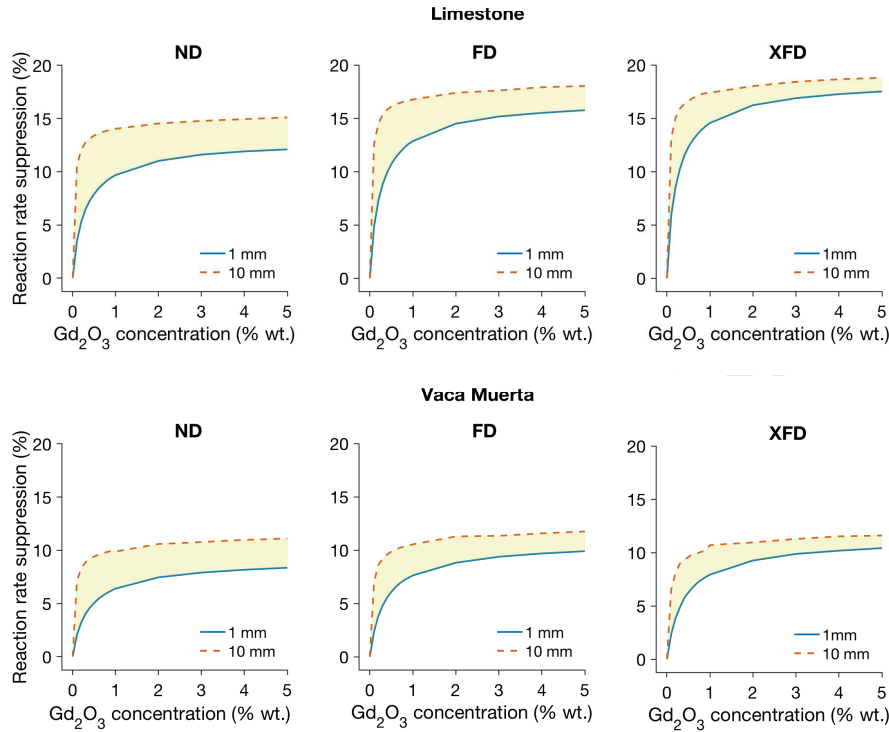 Limestone
ND
FD
XFD
Reaction rate suppression (%)
20
15
10
5
0
1 mm
10 mm
0 1 2 3 4 5
Gd2O3 concentration (% wt.)
20
15
10
5
0
1 mm
10 mm
0 1 2 3 4 5
Gd2O3 concentration (% wt.)
20
15
10
5
0
1mm
10 mm
0 1 2 3 4 5
Gd2O3 concentration (% wt.)
Vaca Muerta
ND
FD
XFD
Reaction rate suppression (%)
20
15
10
5
0
1 mm
10 mm
0 1 2 3 4 5
Gd2O3 concentration (% wt.)
20
15
10
5
0
1 mm
10 mm
0 1 2 3 4 5
Gd2O3 concentration (% wt.)
20
15
10
5
0
1mm
10 mm
0 1 2 3 4 5
Gd2O3 concentration (% wt.)